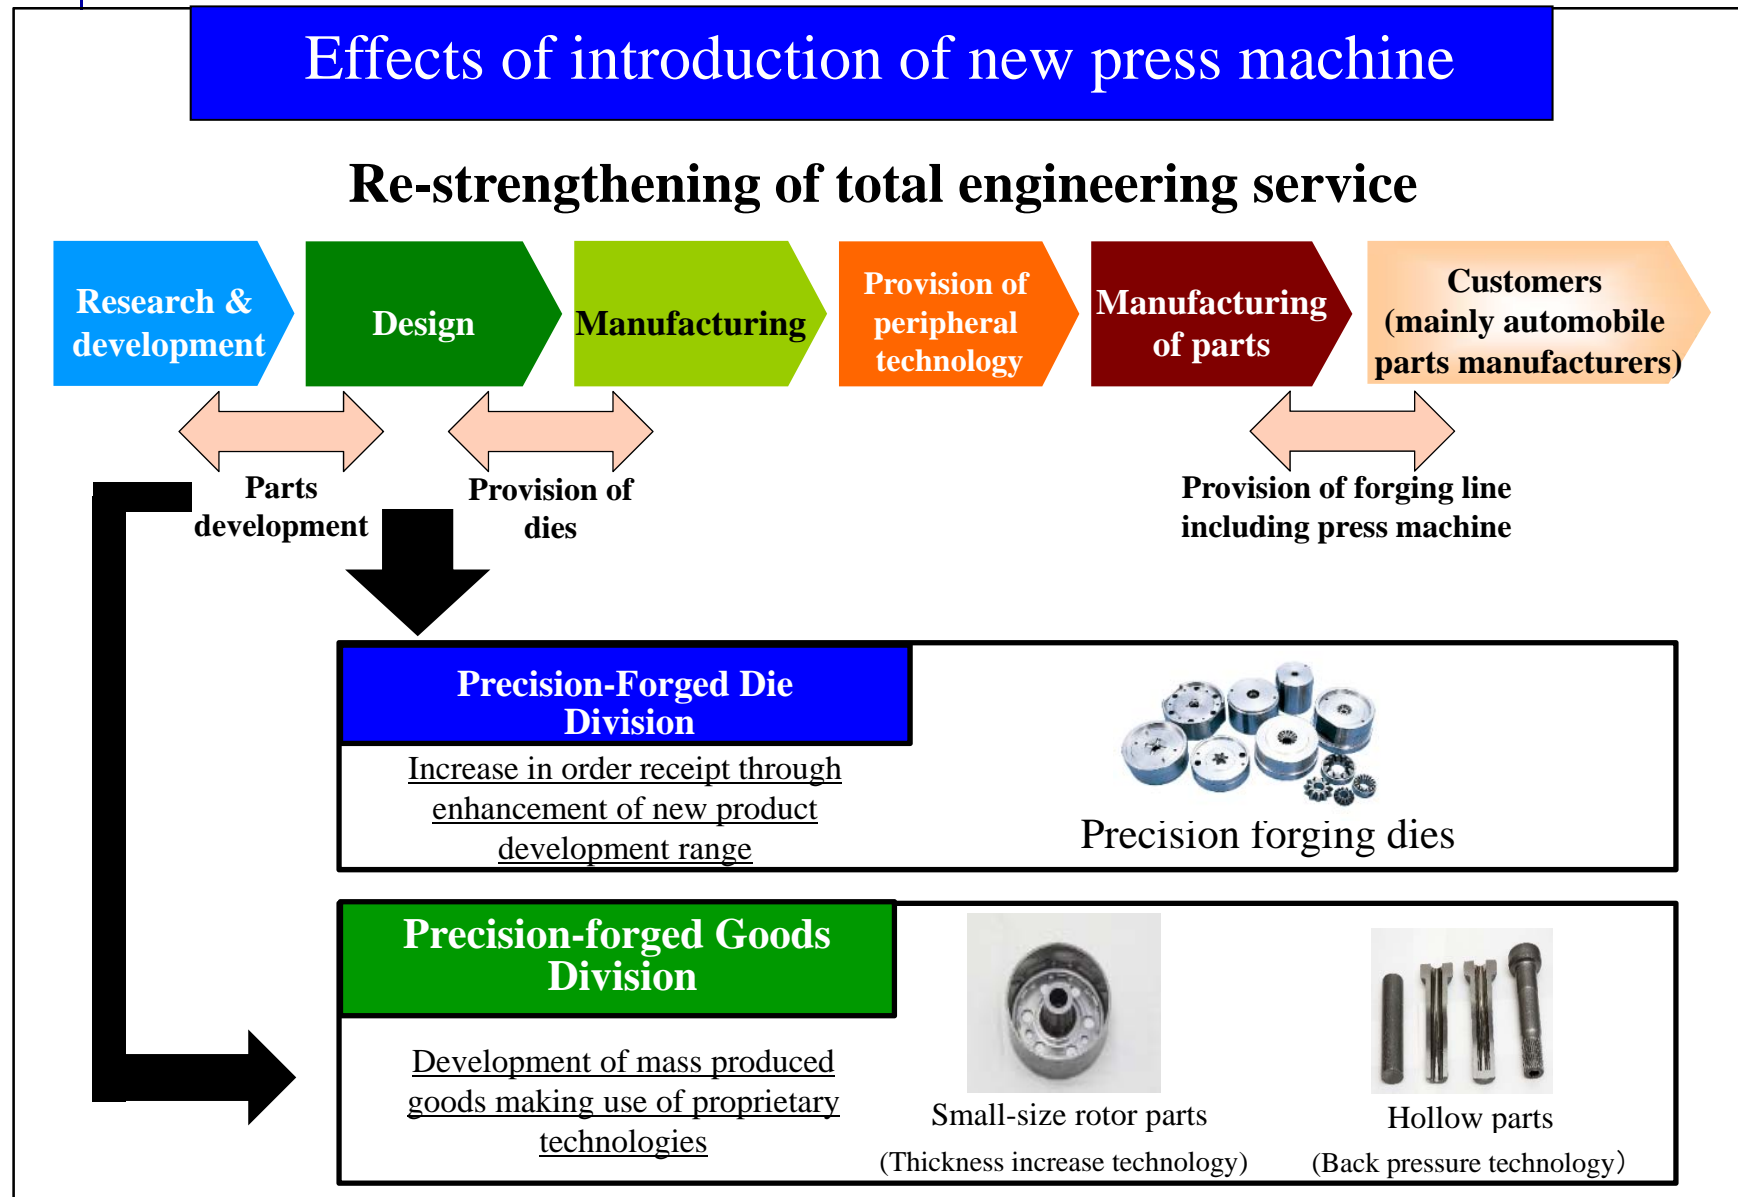 Effects of introduction of new press machine
Re-strengthening of total engineering service
Research &
development
Design
Manufacturing
Provision of
peripheral
technology
Manufacturing
of parts
Customers
(mainly automobile
parts manufacturers)
Parts
development
Provision of
dies
Provision of forging line
including press machine
Precision-Forged Die
Division
Increase in order receipt through
enhancement of new product
development range
Precision forging dies
Precision-forged Goods
Division
Development of mass produced
goods making use of proprietary
technologies
Small-size rotor parts
(Thickness increase technology)
Hollow parts
(Back pressure technology）